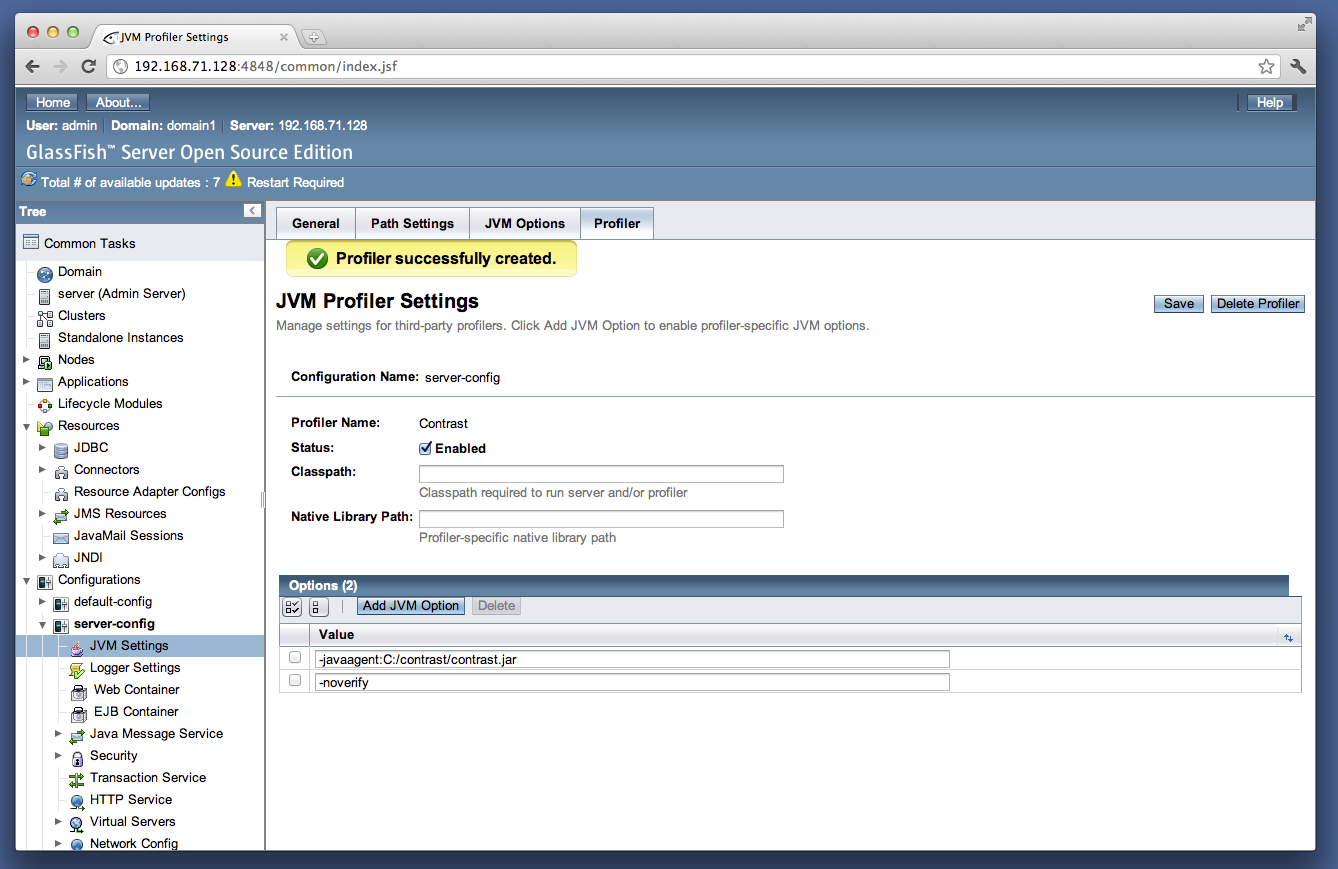 JVM Profiler Settings
192.168.71.128:4848/common/index.jsf
Home About... Help
User: admin Domain: domain1 Server: 192.168.71.128
GlassFish™ Server Open Source Edition
Total # of available updates : 7 Restart Required
Tree
Common Tasks
Domain
server (Admin Server)
Clusters
Standalone Instances
Nodes
Applications
Lifecycle Modules
Resources
JDBC
Connectors
Resource Adapter Configs
JMS Resources
JavaMail Sessions
JNDI
Configurations
default-config
server-config
JVM Settings
Logger Settings
Web Container
EJB Container
Java Message Service
Security
Transaction Service
HTTP Service
Virtual Servers
Network Config
General Path Settings JVM Options Profiler
Profiler successfully created.
JVM Profiler Settings
Save Delete Profiler
Manage settings for third-party profilers. Click Add JVM Option to enable profiler-specific JVM options.
Configuration Name: server-config
Profiler Name: Contrast
Status: Enabled
Classpath:
Classpath required to run server and/or profiler
Native Library Path:
Profiler-specific native library path
Options (2)
Add JVM Option Delete
Value
-javaagent:C:/contrast/contrast.jar
-noverify